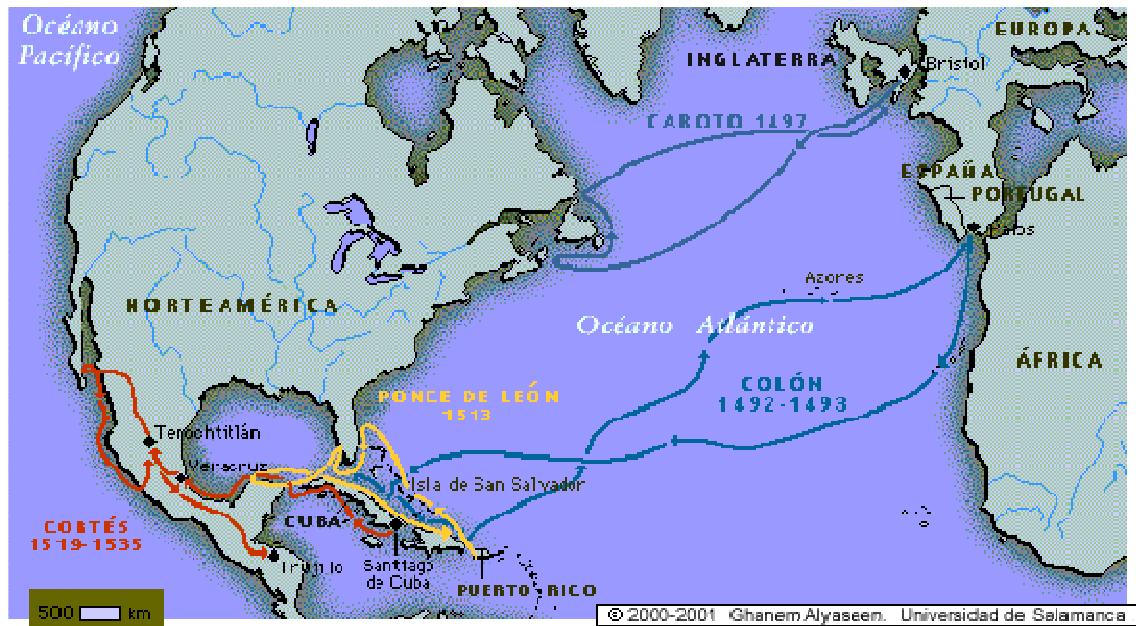 Océano
Pacífico
EUROPA
INGLATERRA
Bristol
CABOTO 1497
ESPAÑA
PORTUGAL
Palos
Azores
NORTEAMÉRICA
Océano Atlántico
ÁFRICA
COLÓN
1492-1493
PONCE DE LEÓN
1513
Tenochtitlán
Veracruz
Isla de San Salvador
CORTÉS
1519-1535
CUBA
Trujillo
Santiago
de Cuba
PUERTO RICO
500 km
© 2000-2001 Ghanem Alyaseen. Universidad de Salamanca